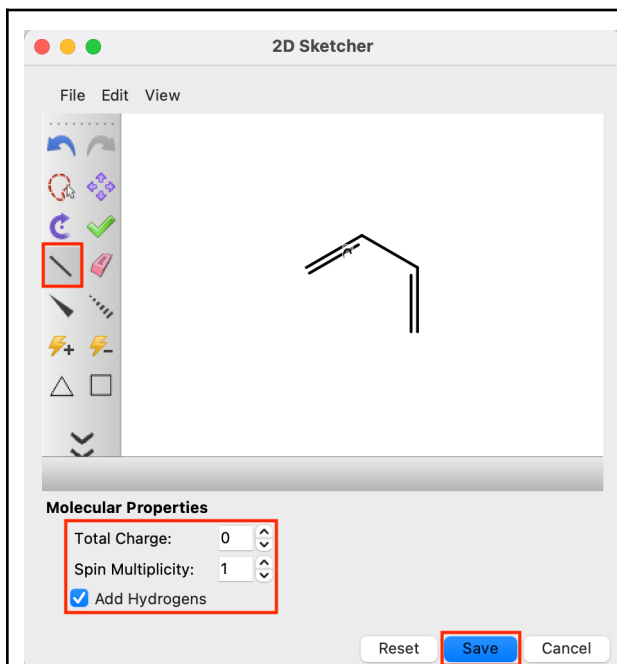 2D Sketcher
File Edit View
Molecular Properties
Total Charge: 0
Spin Multiplicity: 1
Add Hydrogens
Reset Save Cancel